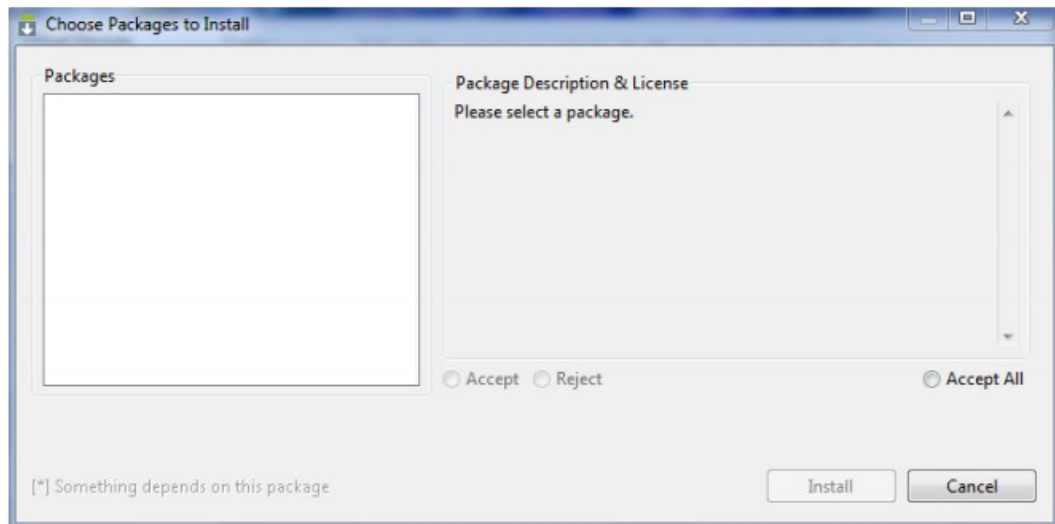 Choose Packages to Install
Packages
Package Description & License
Please select a package.
Accept
Reject
Accept All
[*] Something depends on this package
Install
Cancel